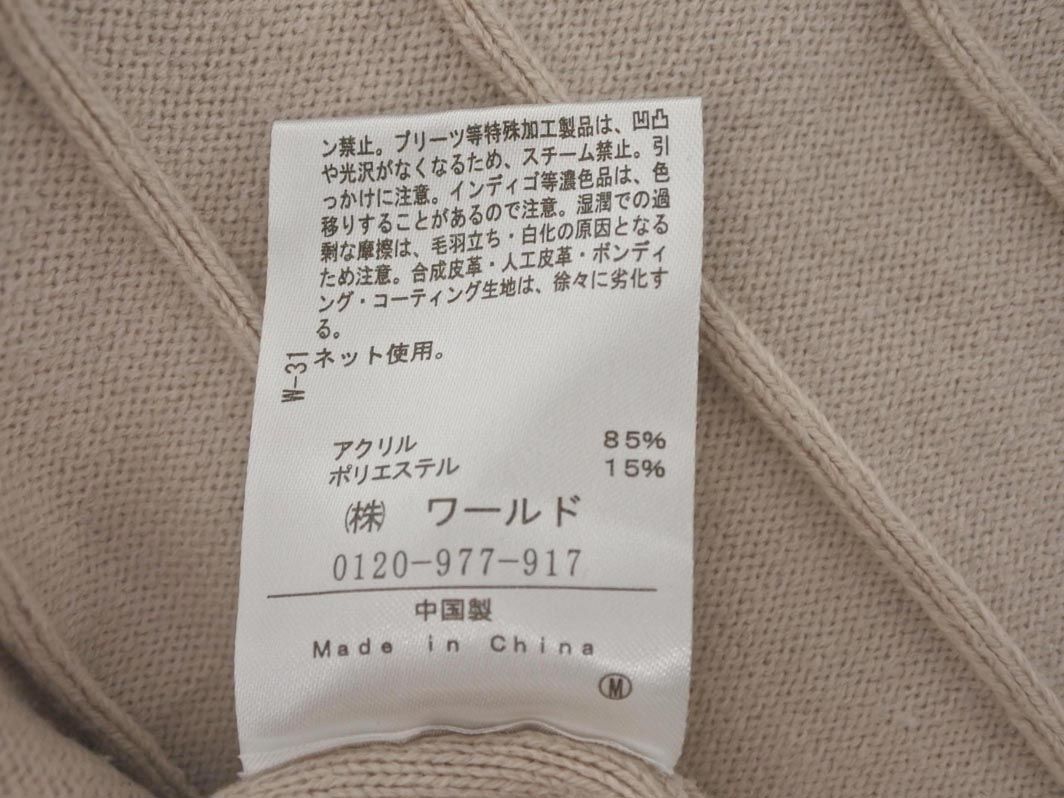 ン禁止。プリーツ等特殊加工製品は、凹凸
や光沢がなくなるため、スチーム禁止。引
っかけに注意。インディゴ等濃色品は、色
移りすることがあるので注意。湿潤での過
剰な摩擦は、毛羽立ち・白化の原因となる
ため注意。合成皮革・人工皮革・ボンディ
ング・コーティング生地は、徐々に劣化す
る。
ネット使用。
W-31
アクリル 85%
ポリエステル 15%
㈱ ワールド
0120-977-917
中国製
Made in China
Ⓜ